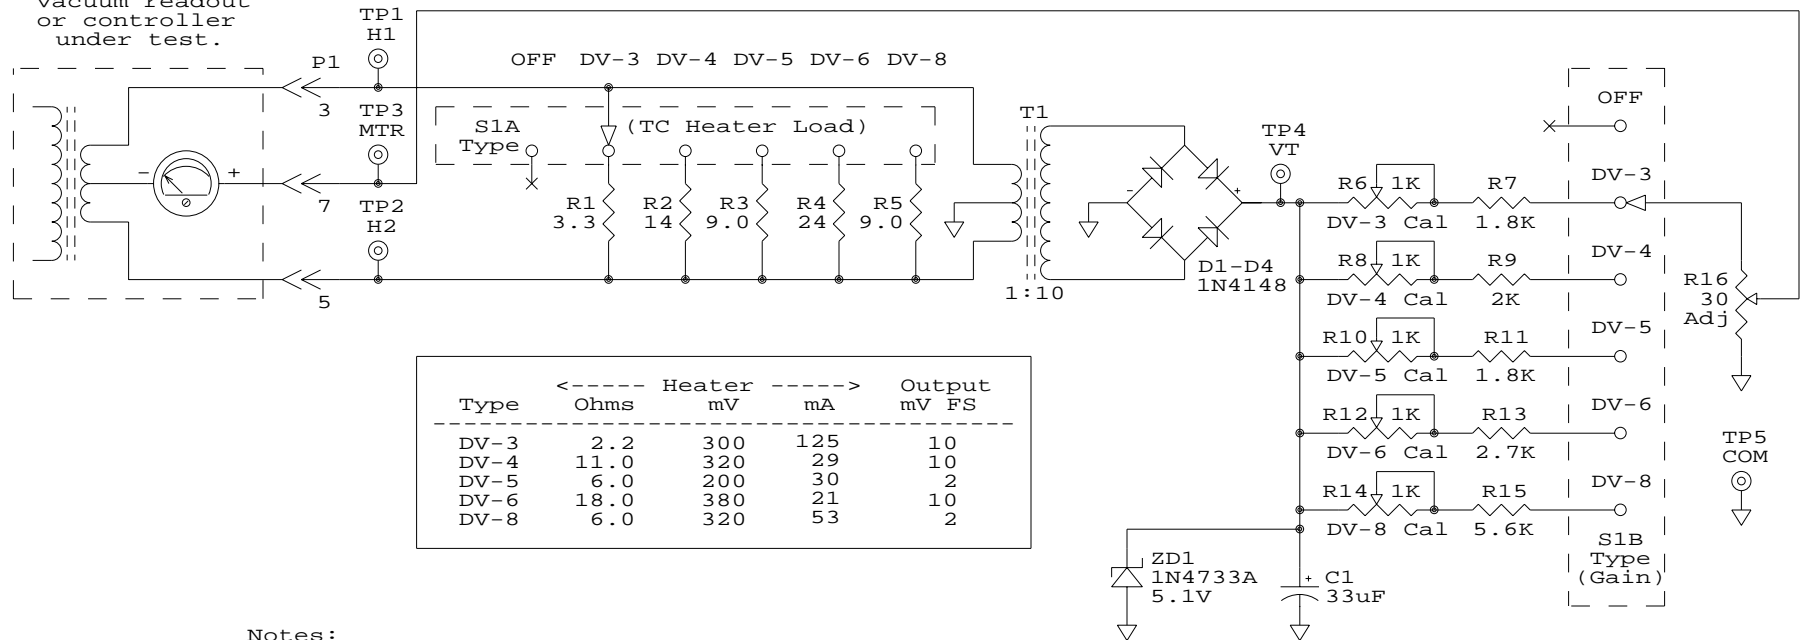 vacuum readout
or controller
under test.
TP1
H1
P1
3
TP3
MTR
- +
7
TP2
H2
5
OFF DV-3 DV-4 DV-5 DV-6 DV-8
S1A
Type
(TC Heater Load)
R1
3.3
R2
14
R3
9.0
R4
24
R5
9.0
T1
1:10
- +
D1-D4
1N4148
TP4
VT
R6 1K
DV-3 Cal
R7
1.8K
R8 1K
DV-4 Cal
R9
2K
R10 1K
DV-5 Cal
R11
1.8K
R12 1K
DV-6 Cal
R13
2.7K
R14 1K
DV-8 Cal
R15
5.6K
OFF
DV-3
DV-4
DV-5
DV-6
DV-8
S1B
Type
(Gain)
R16
30
Adj
TP5
COM
ZD1
1N4733A
5.1V
+ C1
33uF
<----- Heater -----> Output
Type Ohms mV mA mV FS
DV-3 2.2 300 125 10
DV-4 11.0 320 29 10
DV-5 6.0 200 30 2
DV-6 18.0 380 21 10
DV-8 6.0 320 53 2
Notes: